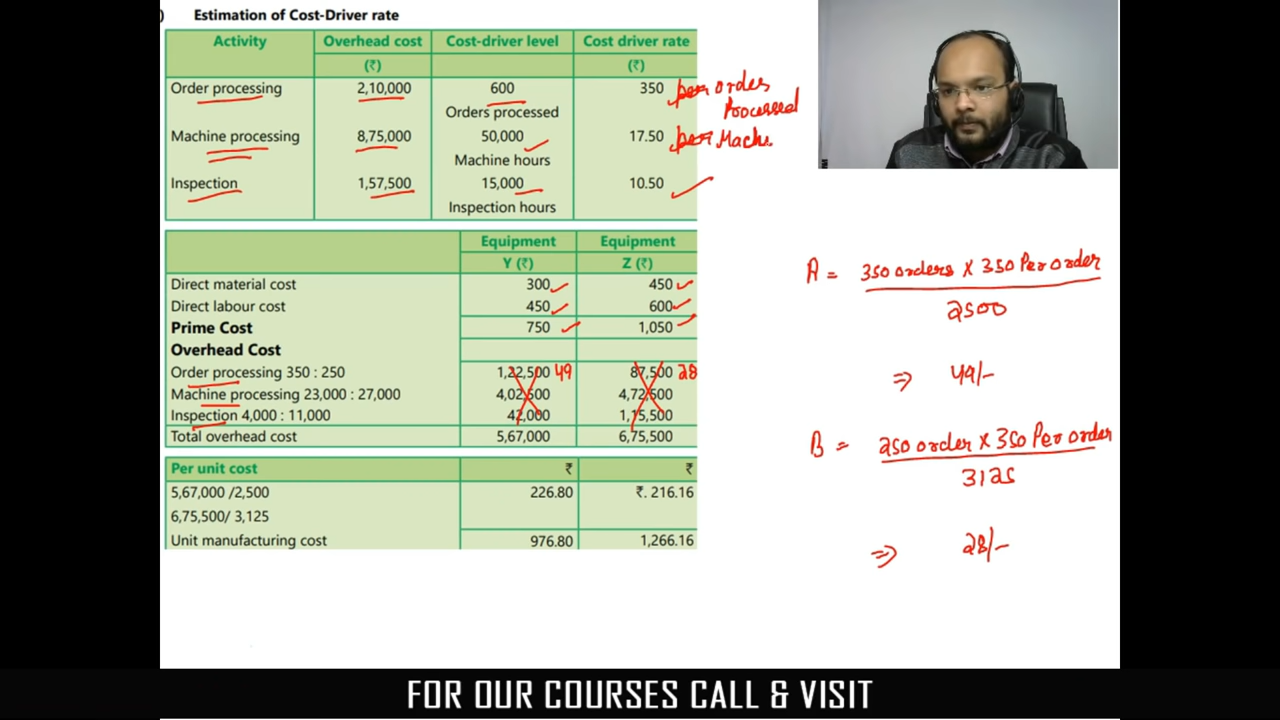 ) Estimation of Cost-Driver rate
Activity Overhead cost Cost-driver level Cost driver rate
(₹) (₹)
Order processing 2,10,000 600 350 per order
Orders processed Processed
Machine processing 8,75,000 50,000 17.50 per Machi
Machine hours
Inspection 1,57,500 15,000 10.50
Inspection hours
Equipment Equipment
Y (₹) Z (₹)
Direct material cost 300 450
Direct labour cost 450 600
Prime Cost 750 1,050
Overhead Cost
Order processing 350 : 250 1,22,500 49 87,500 28
Machine processing 23,000 : 27,000 4,02,500 4,72,500
Inspection 4,000 : 11,000 42,000 1,15,500
Total overhead cost 5,67,000 6,75,500
Per unit cost ₹ ₹
5,67,000 /2,500 226.80 ₹. 216.16
6,75,500/ 3,125
Unit manufacturing cost 976.80 1,266.16
A = 350 orders X 350 Per order
2500
⇒ 49/-
B = 250 order X 350 Per order
3125
⇒ 28/-
FOR OUR COURSES CALL & VISIT